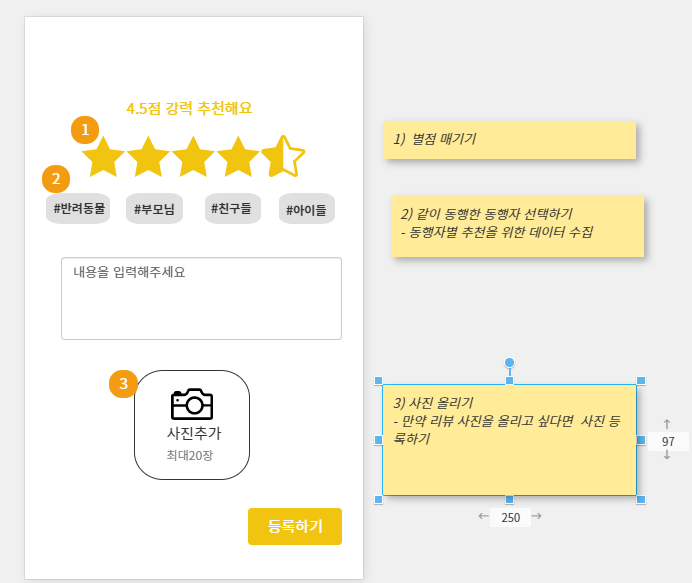 4.5점 강력 추천해요
1
2
#반려동물 #부모님 #친구들 #아이들
내용을 입력해주세요
3
사진추가
최대20장
등록하기
1) 별점 매기기
2) 같이 동행한 동행자 선택하기
- 동행자별 추천을 위한 데이터 수집
3) 사진 올리기
- 만약 리뷰 사진을 올리고 싶다면 사진 등
록하기
97
250